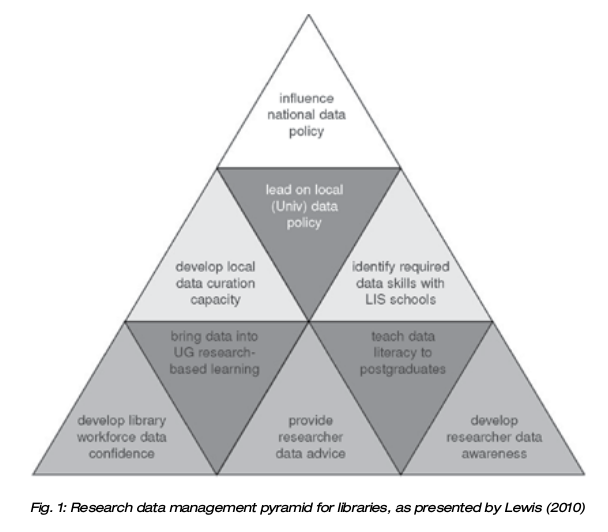 influence
national data
policy
lead on local
(Univ) data
policy
develop local
data curation
capacity
identify required
data skills with
LIS schools
bring data into
UG research-
based learning
teach data
literacy to
postgraduates
develop library
workforce data
confidence
provide
researcher
data advice
develop
researcher data
awareness
Fig. 1: Research data management pyramid for libraries, as presented by Lewis (2010)